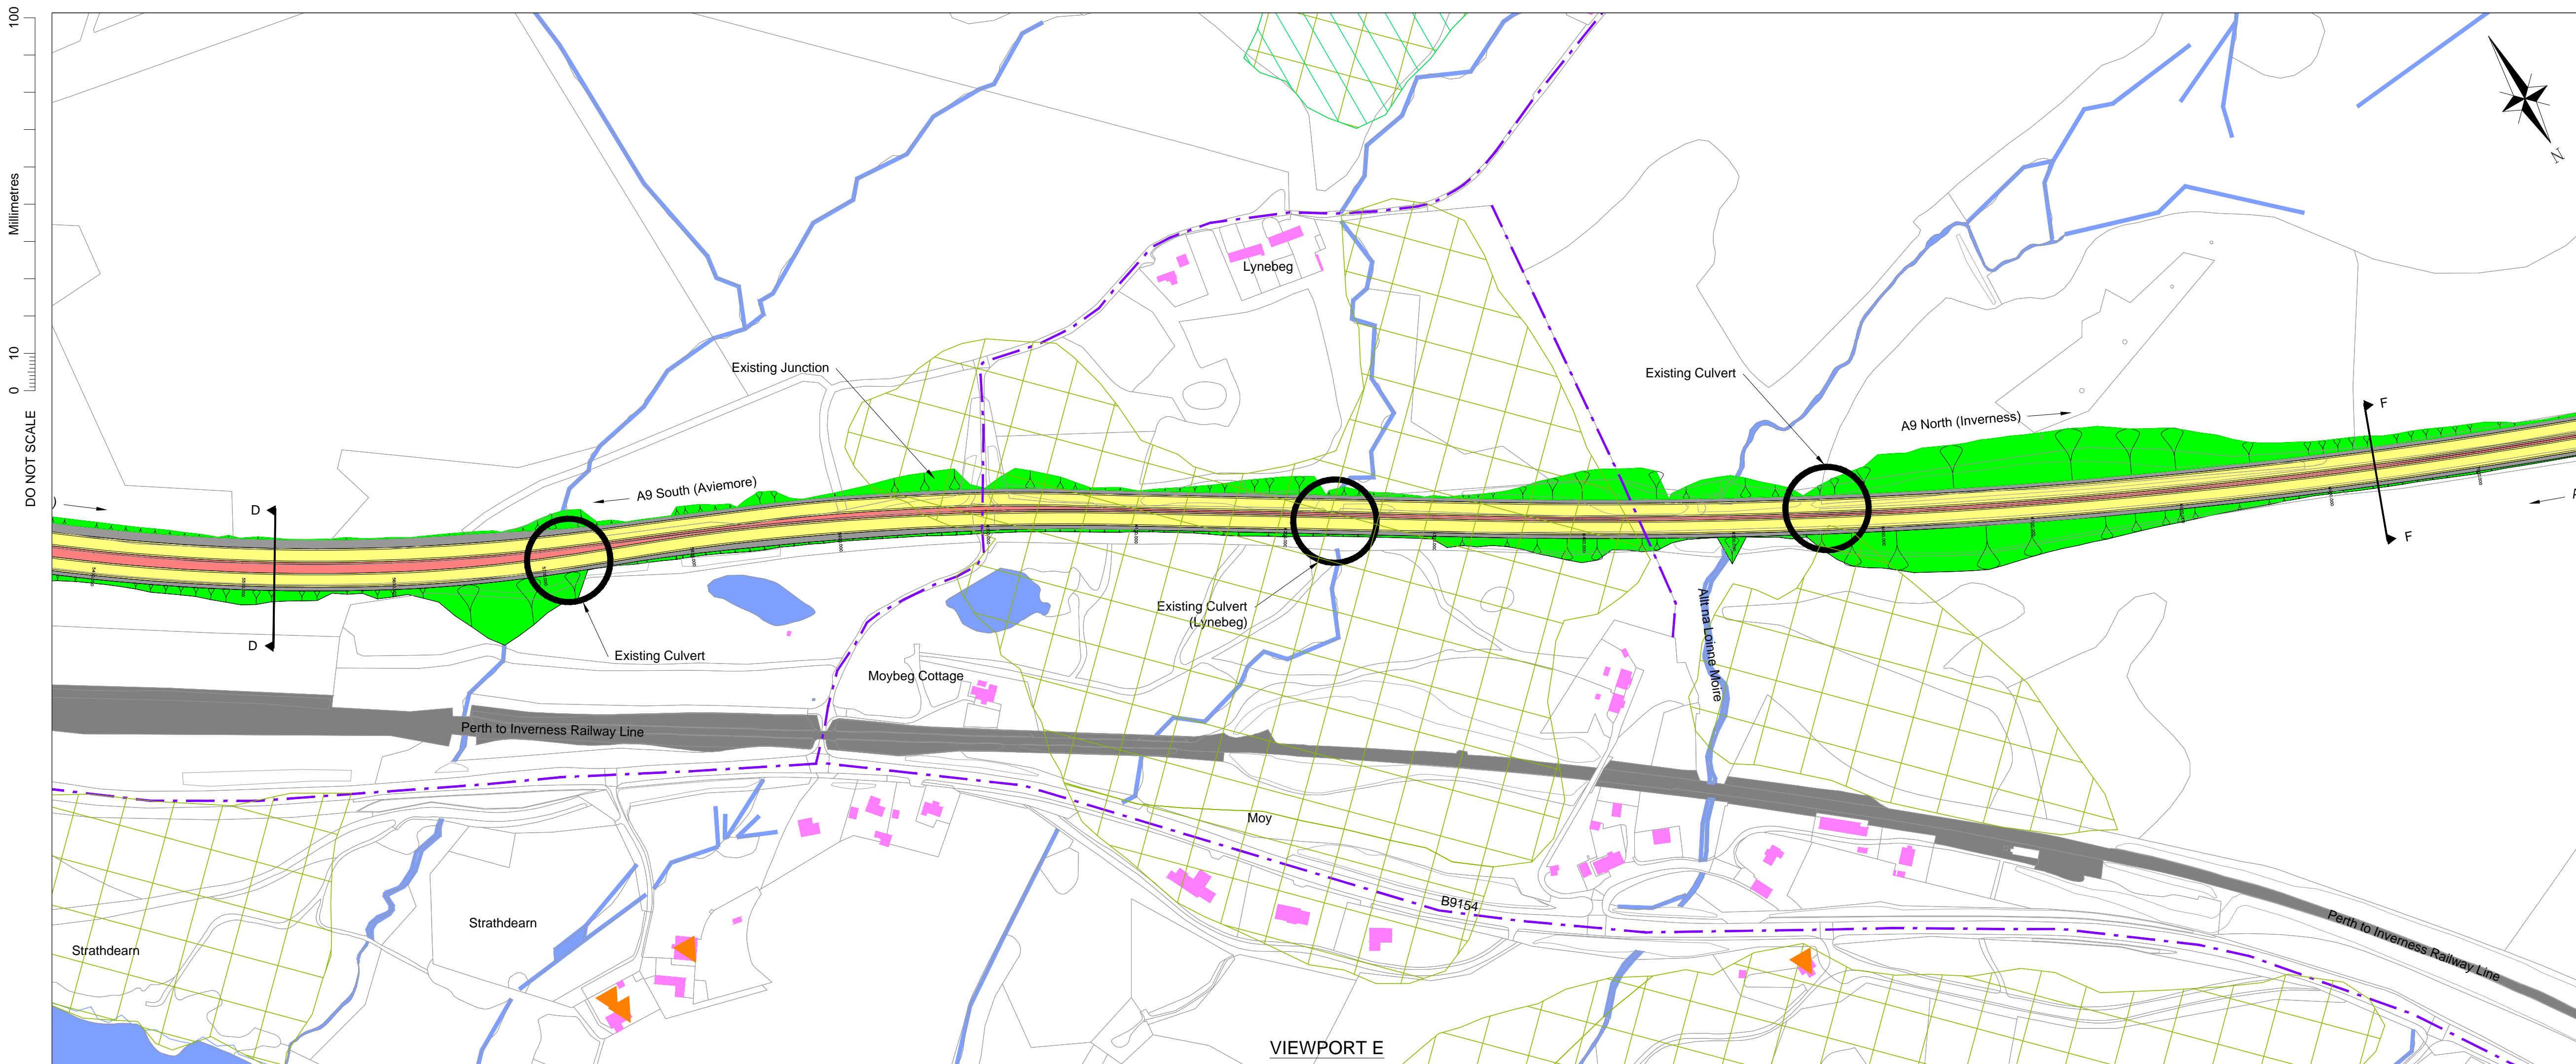 100
Millimetres
10
0
DO NOT SCALE
N
Lynebeg
Existing Junction
Existing Culvert
A9 North (Inverness)
F
A9 South (Aviemore)
)
D
F
Existing Culvert
(Lynebeg)
Allt na Loinne Moire
D
Existing Culvert
Moybeg Cottage
Perth to Inverness Railway Line
Moy
B9154
Strathdearn
Strathdearn
Perth to Inverness Railway Line
VIEWPORT E